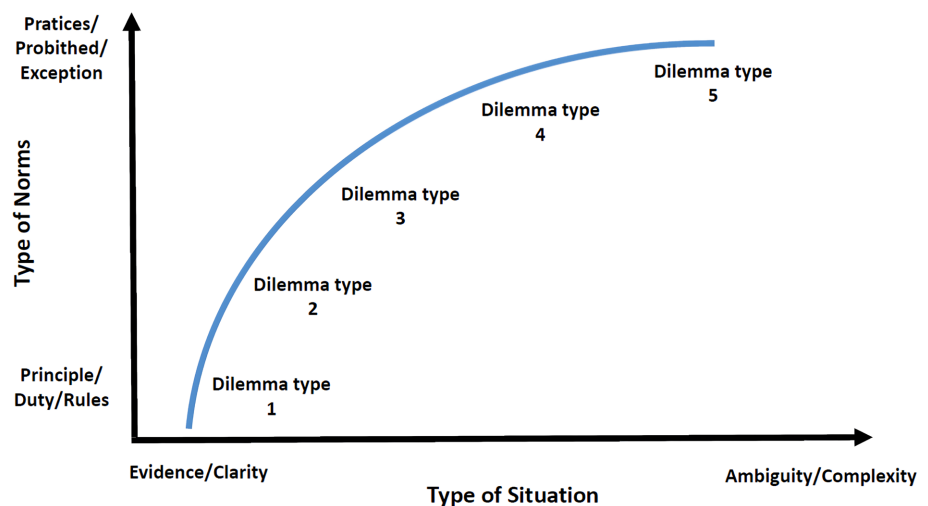 Pratices/
Probithed/
Exception
Dilemma type
5
Dilemma type
4
Type of Norms
Dilemma type
3
Dilemma type
2
Principle/
Duty/Rules
Dilemma type
1
Evidence/Clarity
Ambiguity/Complexity
Type of Situation